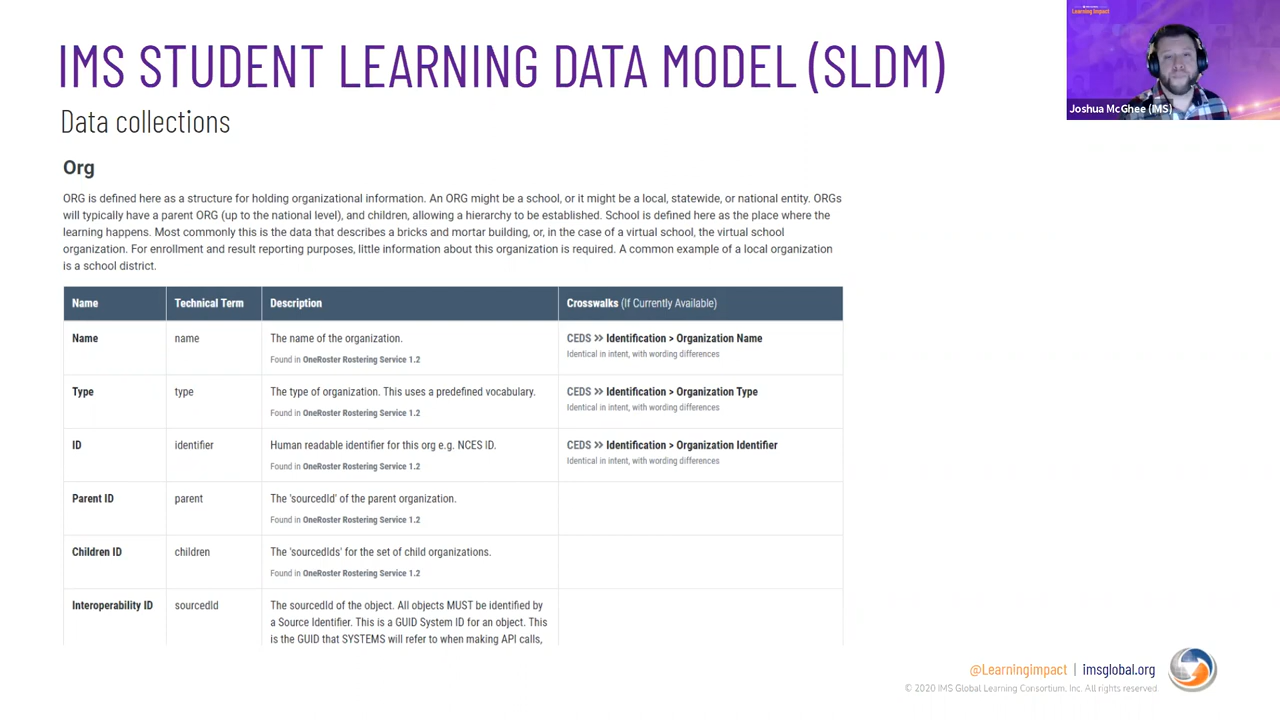 IMS STUDENT LEARNING DATA MODEL (SLDM)
Learning Impact
Joshua McGhee (IMS)
Data collections
Org
ORG is defined here as a structure for holding organizational information. An ORG might be a school, or it might be a local, statewide, or national entity. ORGs
will typically have a parent ORG (up to the national level), and children, allowing a hierarchy to be established. School is defined here as the place where the
learning happens. Most commonly this is the data that describes a bricks and mortar building, or, in the case of a virtual school, the virtual school
organization. For enrollment and result reporting purposes, little information about this organization is required. A common example of a local organization
is a school district.
Name Technical Term Description Crosswalks (If Currently Available)
Name name The name of the organization. CEDS >> Identification > Organization Name
Found in OneRoster Rostering Service 1.2 Identical in intent, with wording differences
Type type The type of organization. This uses a predefined vocabulary. CEDS >> Identification > Organization Type
Found in OneRoster Rostering Service 1.2 Identical in intent, with wording differences
ID identifier Human readable identifier for this org e.g. NCES ID. CEDS >> Identification > Organization Identifier
Found in OneRoster Rostering Service 1.2 Identical in intent, with wording differences
Parent ID parent The 'sourcedId' of the parent organization.
Found in OneRoster Rostering Service 1.2
Children ID children The 'sourcedIds' for the set of child organizations.
Found in OneRoster Rostering Service 1.2
Interoperability ID sourcedId The sourcedId of the object. All objects MUST be identified by
a Source Identifier. This is a GUID System ID for an object. This
is the GUID that SYSTEMS will refer to when making API calls,
@Learningimpact | imsglobal.org
© 2020 IMS Global Learning Consortium, Inc. All rights reserved